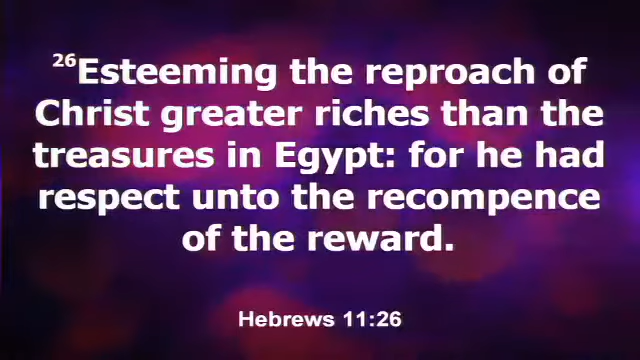 26Esteeming the reproach of
Christ greater riches than the
treasures in Egypt: for he had
respect unto the recompence
of the reward.
Hebrews 11:26